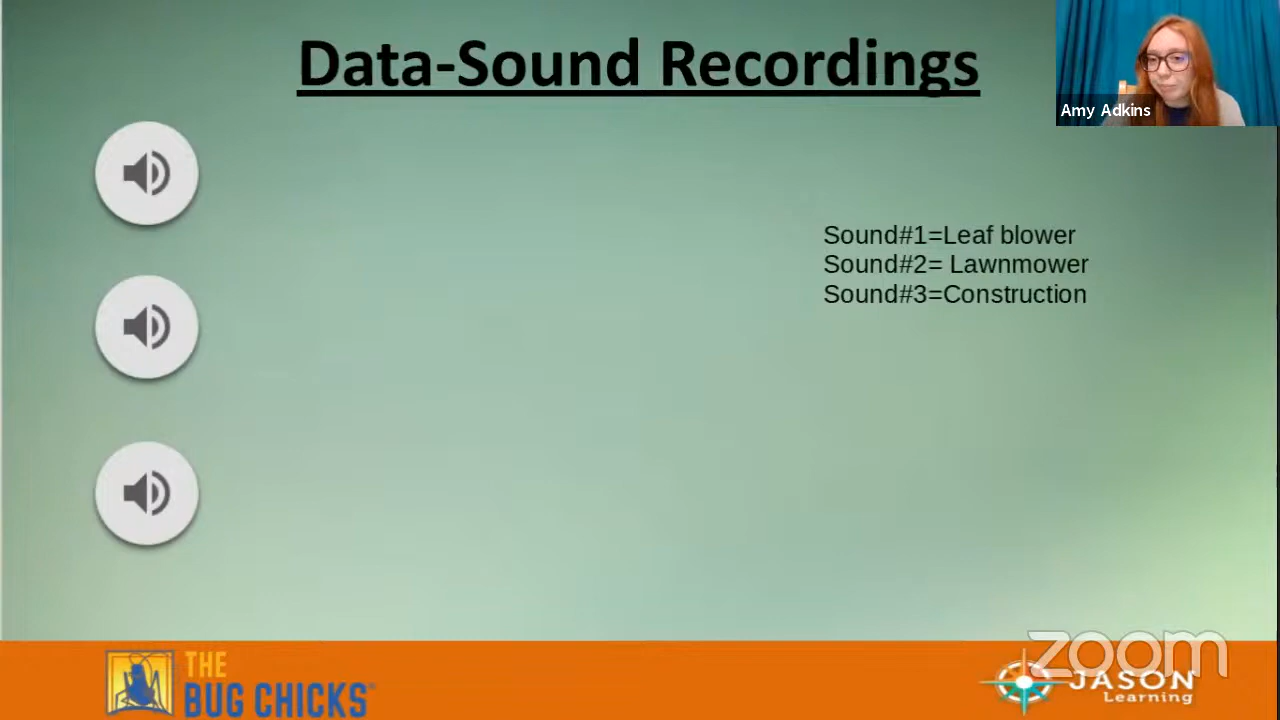 Data-Sound Recordings
Amy Adkins
Sound#1=Leaf blower
Sound#2= Lawnmower
Sound#3=Construction
THE
BUG CHICKS
zoom
JASON
Learning